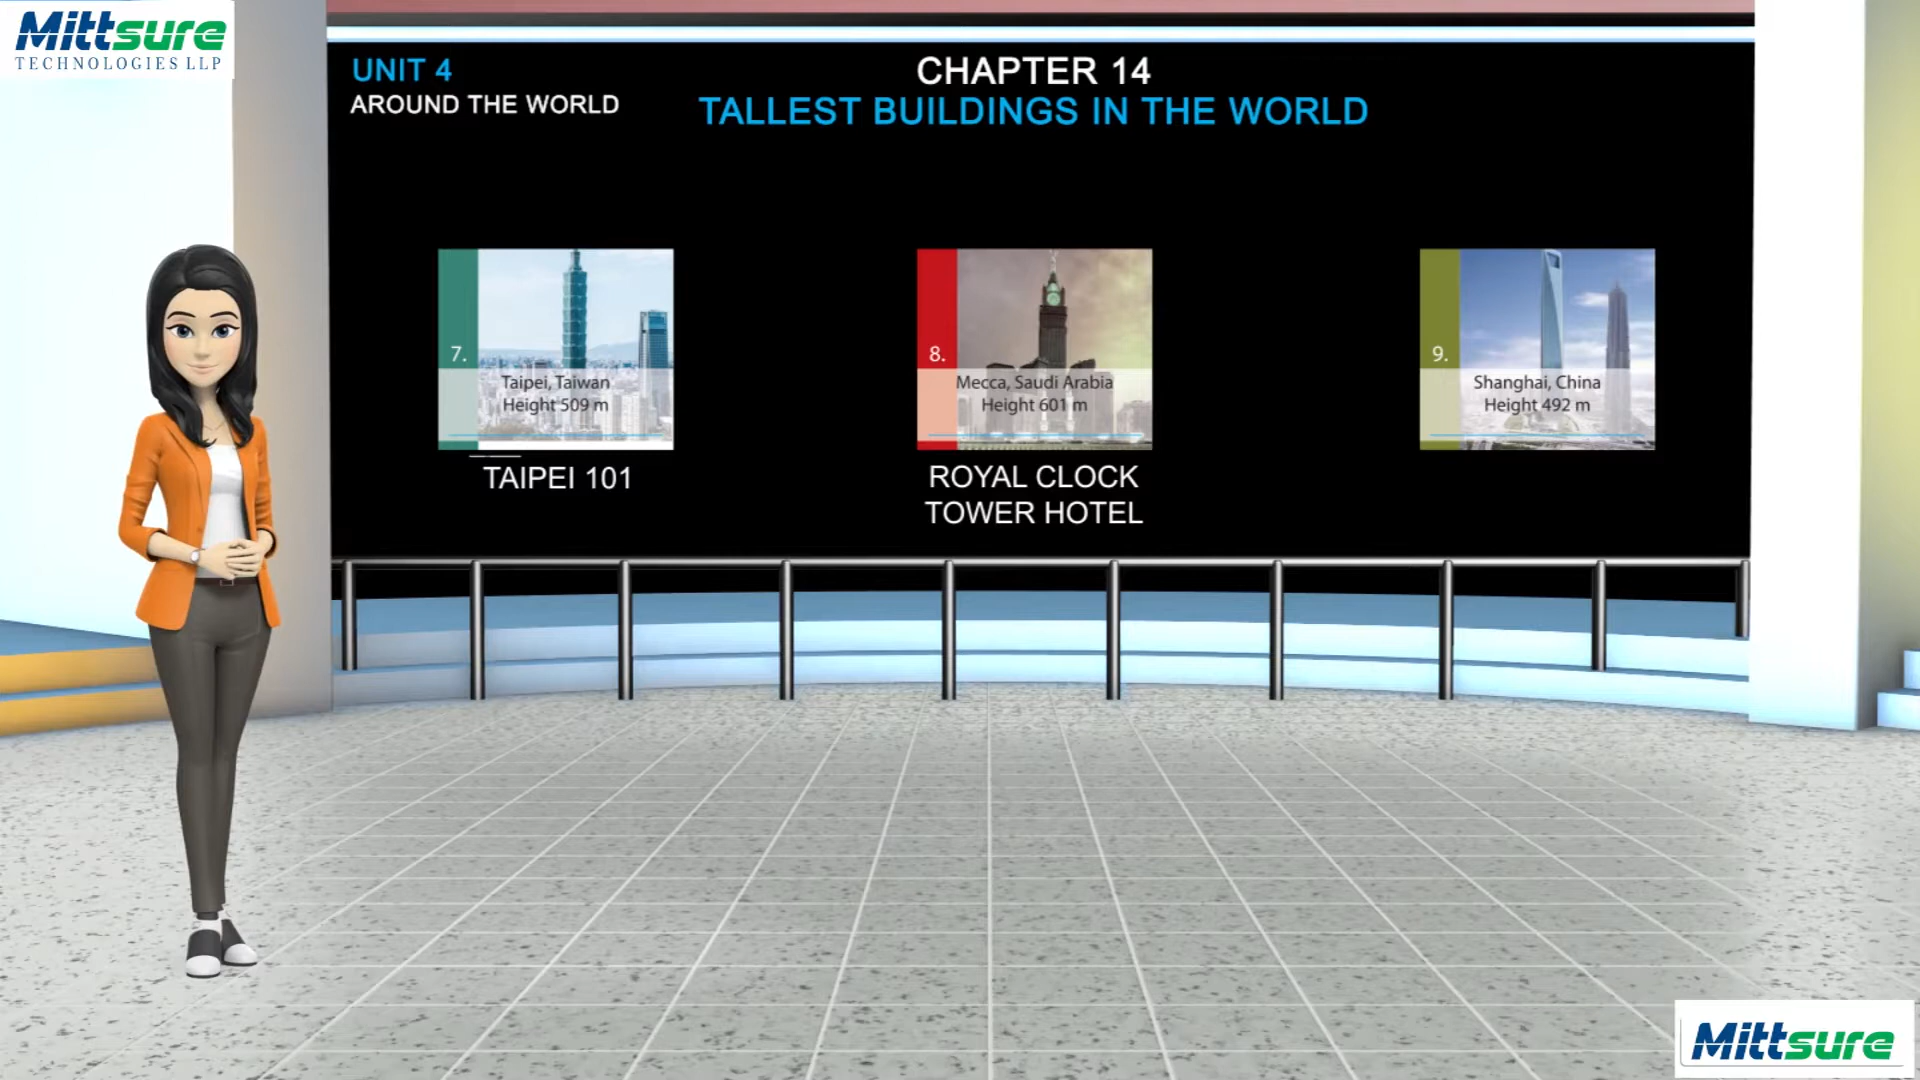 Mittsure
TECHNOLOGIES LLP
UNIT 4
AROUND THE WORLD
CHAPTER 14
TALLEST BUILDINGS IN THE WORLD
7.
Taipei, Taiwan
Height 509 m
TAIPEI 101
8.
Mecca, Saudi Arabia
Height 601 m
ROYAL CLOCK
TOWER HOTEL
9.
Shanghai, China
Height 492 m
Mittsure